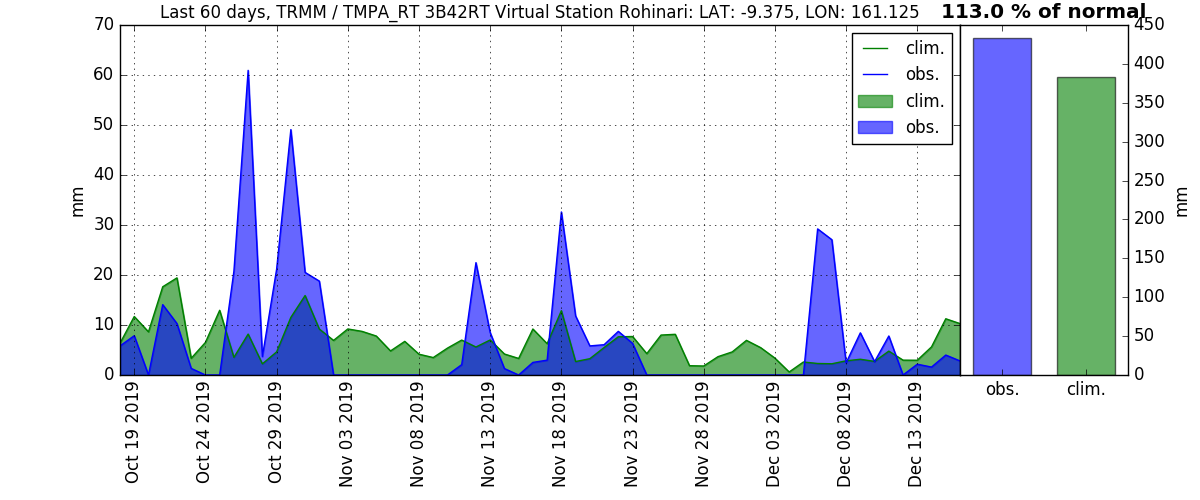 Last 60 days, TRMM / TMPA_RT 3B42RT Virtual Station Rohinari: LAT: -9.375, LON: 161.125
113.0 % of normal
70
60
50
40
30
20
10
0
mm
clim.
obs.
clim.
obs.
Oct 19 2019
Oct 24 2019
Oct 29 2019
Nov 03 2019
Nov 08 2019
Nov 13 2019
Nov 18 2019
Nov 23 2019
Nov 28 2019
Dec 03 2019
Dec 08 2019
Dec 13 2019
450
400
350
300
250
200
150
100
50
0
mm
obs.
clim.